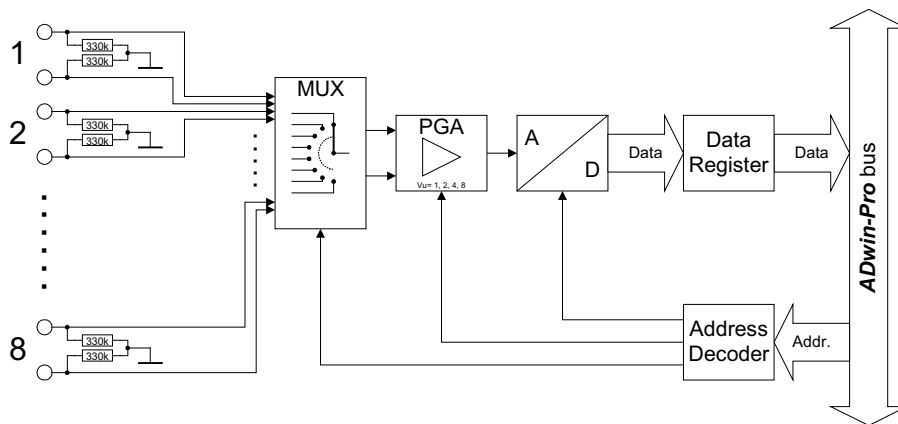 1
330k
330k
2
330k
330k
8
330k
330k
MUX
PGA
Vu= 1, 2, 4, 8
A
D
Data
Data
Register
Data
ADwin-Pro bus
Address
Decoder
Addr.